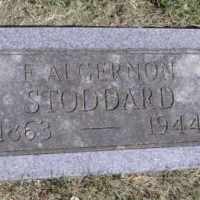 F. ALGERNON
STODDARD
1863 — 1944